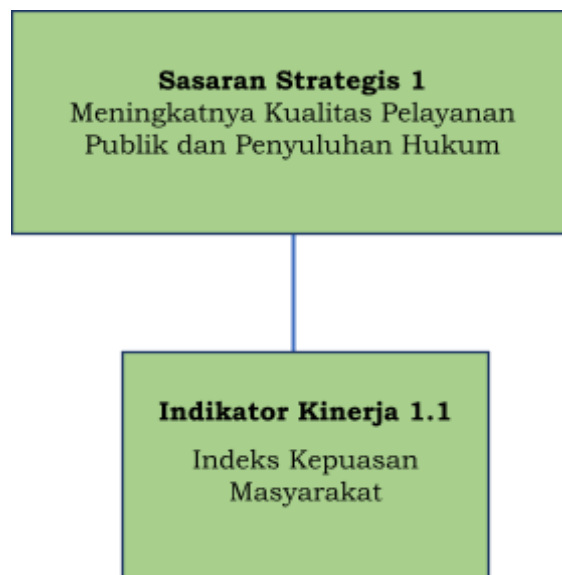 Sasaran Strategis 1
Meningkatnya Kualitas Pelayanan
Publik dan Penyuluhan Hukum
Indikator Kinerja 1.1
Indeks Kepuasan
Masyarakat